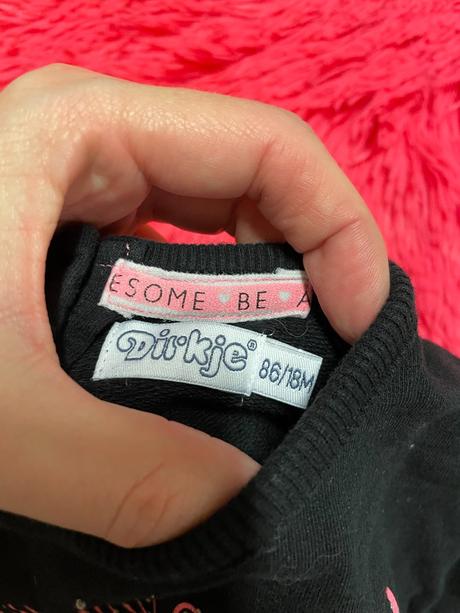 ESOME ♥ BE ♥ A
Dirkje® 86/18M